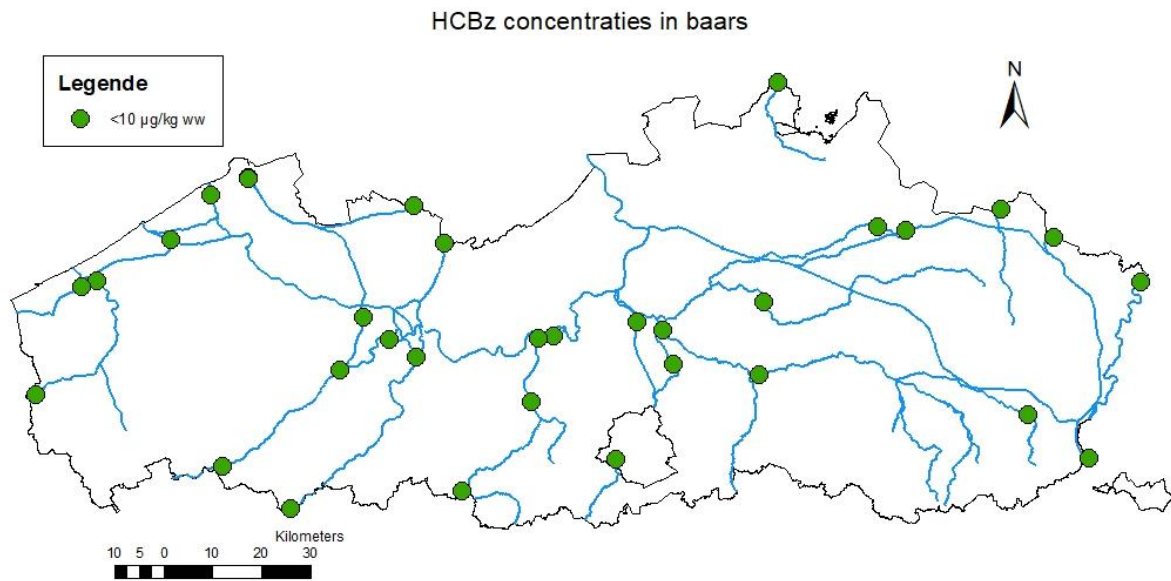 HCBz concentraties in baars
Legende
<10 µg/kg ww
N
Kilometers
10 5 0 10 20 30